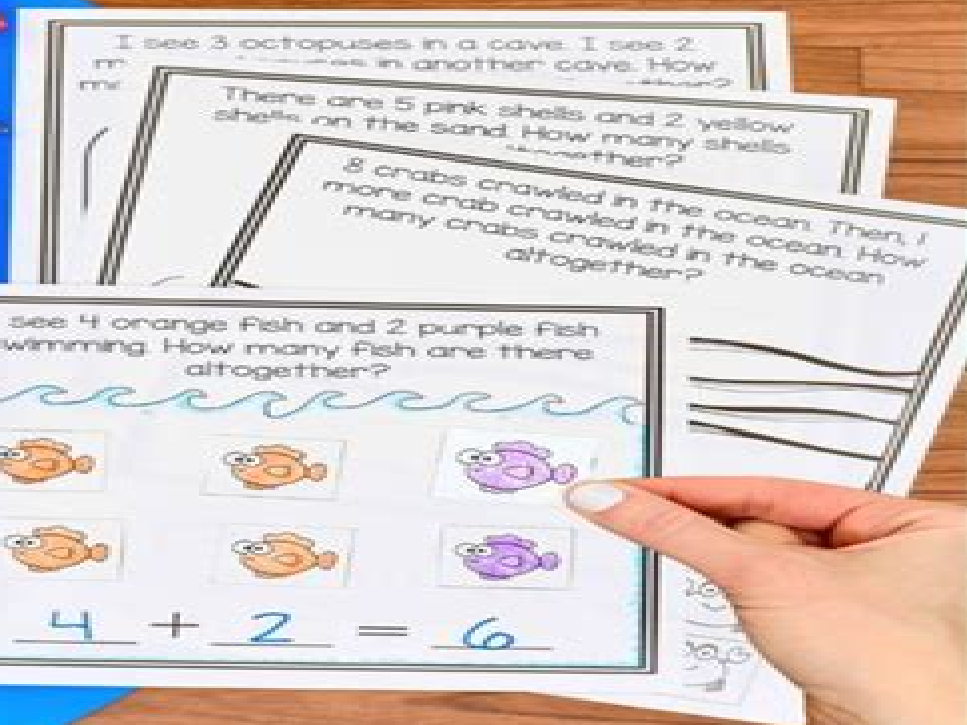 I see 3 octopuses in a cave. I see 2
in another cave. How
There are 5 pink shells and 2 yellow
shells on the sand. How many shells
altogether?
8 crabs crawled in the ocean. Then, 1
more crab crawled in the ocean. How
many crabs crawled in the ocean
altogether?
see 4 orange fish and 2 purple fish
swimming. How many fish are there
altogether?
4 + 2 = 6